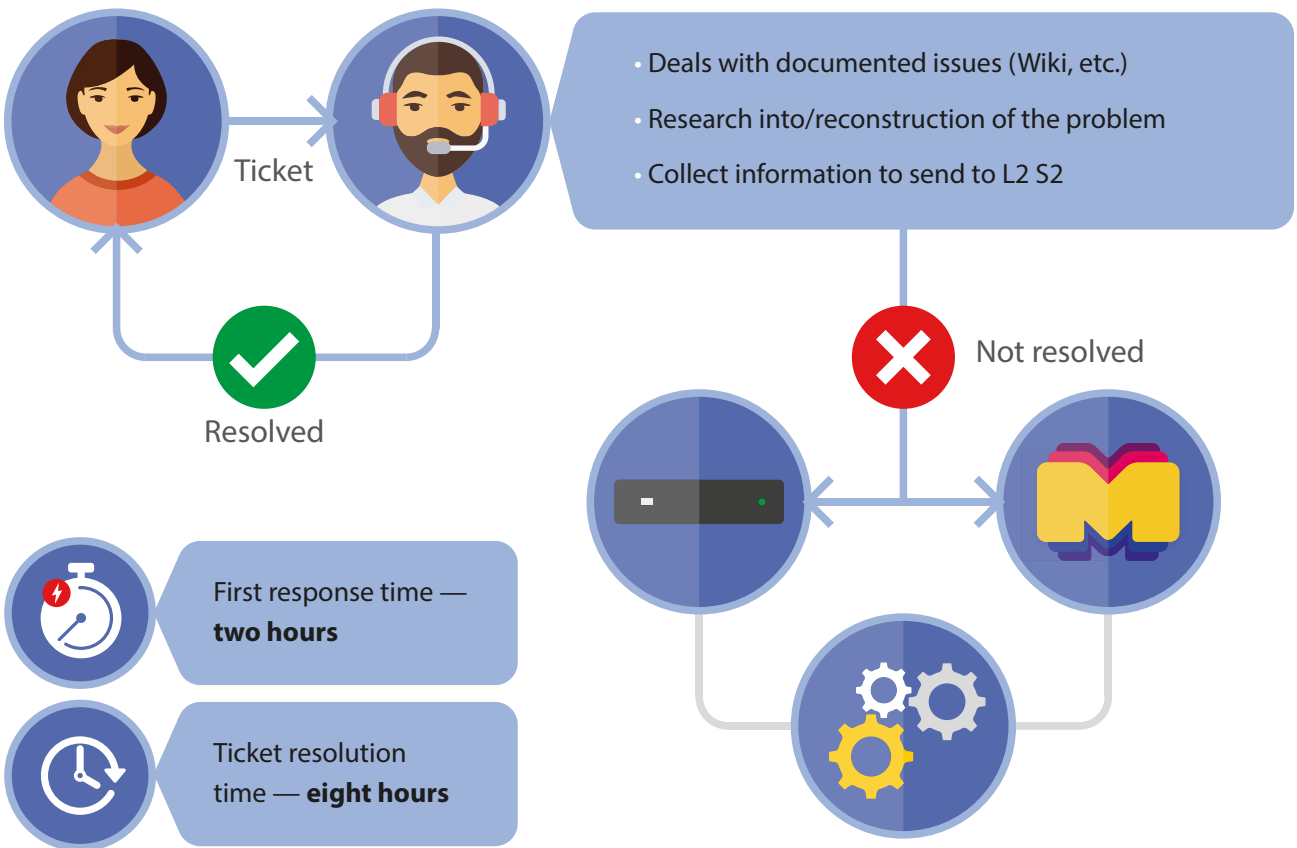 Ticket
• Deals with documented issues (Wiki, etc.)
• Research into/reconstruction of the problem
• Collect information to send to L2 S2
Resolved
Not resolved
First response time —
two hours
Ticket resolution
time — eight hours